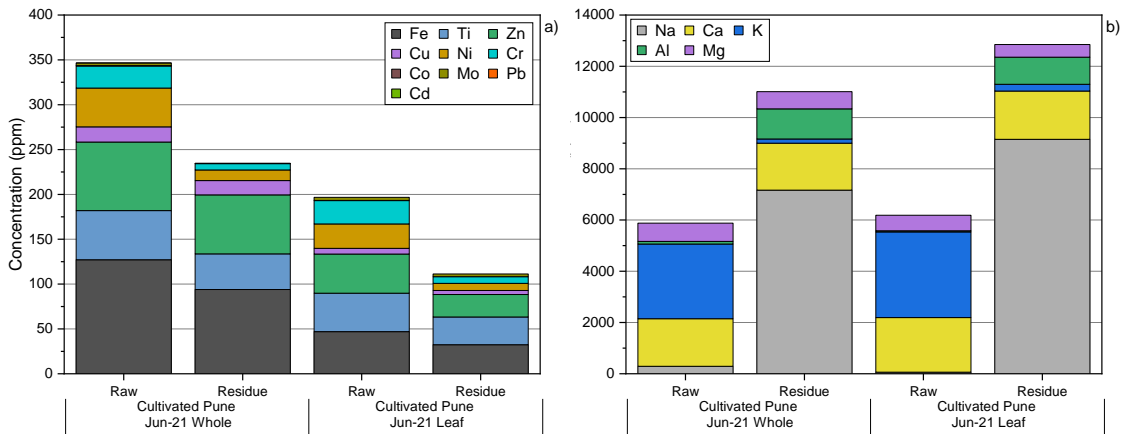 a)
Fe Ti Zn
Cu Ni Cr
Co Mo Pb
Cd
Concentration (ppm)
400
350
300
250
200
150
100
50
0
Raw Residue Raw Residue
Cultivated Pune Cultivated Pune
Jun-21 Whole Jun-21 Leaf
b)
Na Ca K
Al Mg
14000
12000
10000
8000
6000
4000
2000
0
Raw Residue Raw Residue
Cultivated Pune Cultivated Pune
Jun-21 Whole Jun-21 Leaf